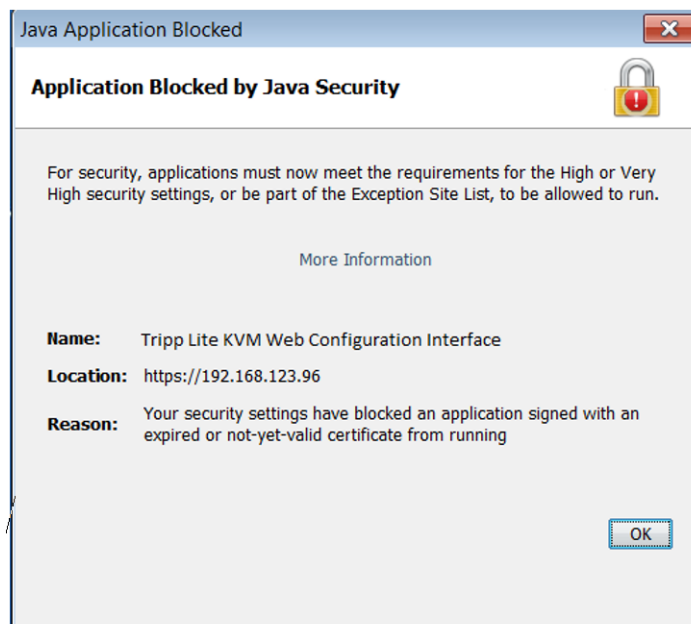 Java Application Blocked
Application Blocked by Java Security
For security, applications must now meet the requirements for the High or Very
High security settings, or be part of the Exception Site List, to be allowed to run.
More Information
Name: Tripp Lite KVM Web Configuration Interface
Location: https://192.168.123.96
Reason: Your security settings have blocked an application signed with an
expired or not-yet-valid certificate from running
OK